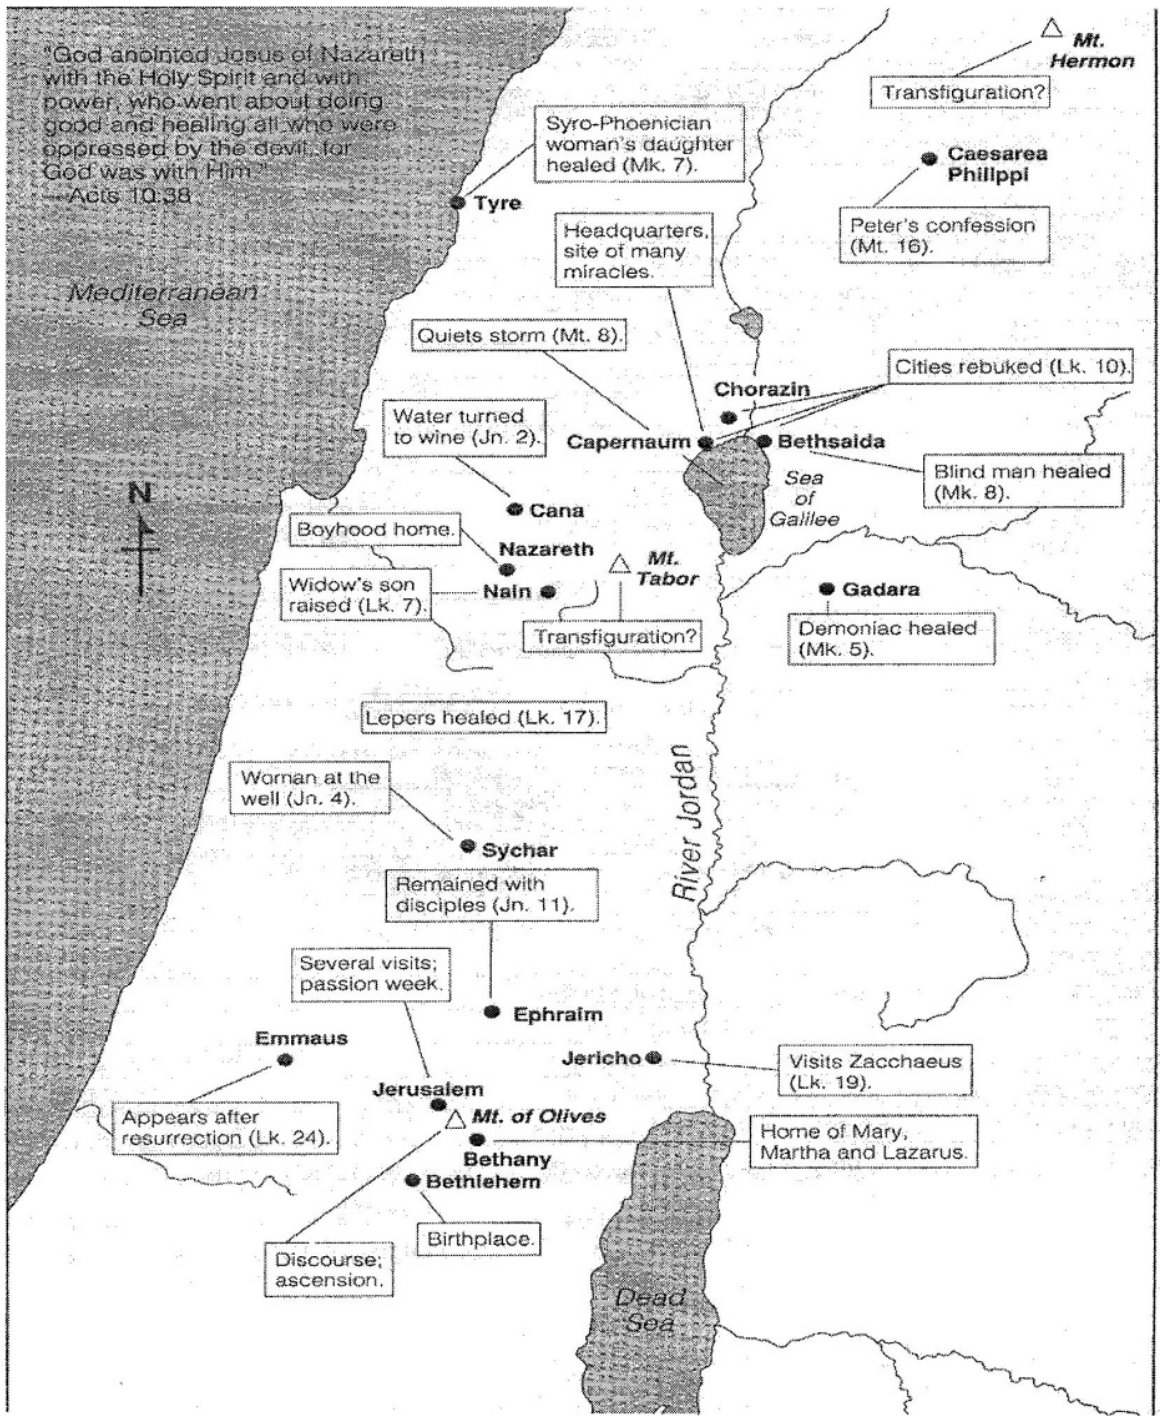 "God anointed Jesus of Nazareth
with the Holy Spirit and with
power, who went about doing
good and healing all who were
oppressed by the devil, for
God was with Him"
—Acts 10:38
Mt.
Hermon
Transfiguration?
Syro-Phoenician
woman's daughter
healed (Mk. 7).
Caesarea
Philippi
Tyre
Peter's confession
(Mt. 16).
Headquarters,
site of many
miracles.
Mediterranean
Sea
Quiets storm (Mt. 8).
Cities rebuked (Lk. 10).
Chorazin
Water turned
to wine (Jn. 2).
Capernaum
Bethsaida
Blind man healed
(Mk. 8).
Sea
of
Galilee
N
Cana
Boyhood home.
Nazareth
Mt.
Tabor
Widow's son
raised (Lk. 7).
Nain
Gadara
Transfiguration?
Demoniac healed
(Mk. 5).
Lepers healed (Lk. 17).
River Jordan
Woman at the
well (Jn. 4).
Sychar
Remained with
disciples (Jn. 11).
Several visits;
passion week.
Ephraim
Emmaus
Jericho
Visits Zacchaeus
(Lk. 19).
Jerusalem
Mt. of Olives
Appears after
resurrection (Lk. 24).
Home of Mary,
Martha and Lazarus.
Bethany
Bethlehem
Birthplace.
Discourse;
ascension.
Dead
Sea